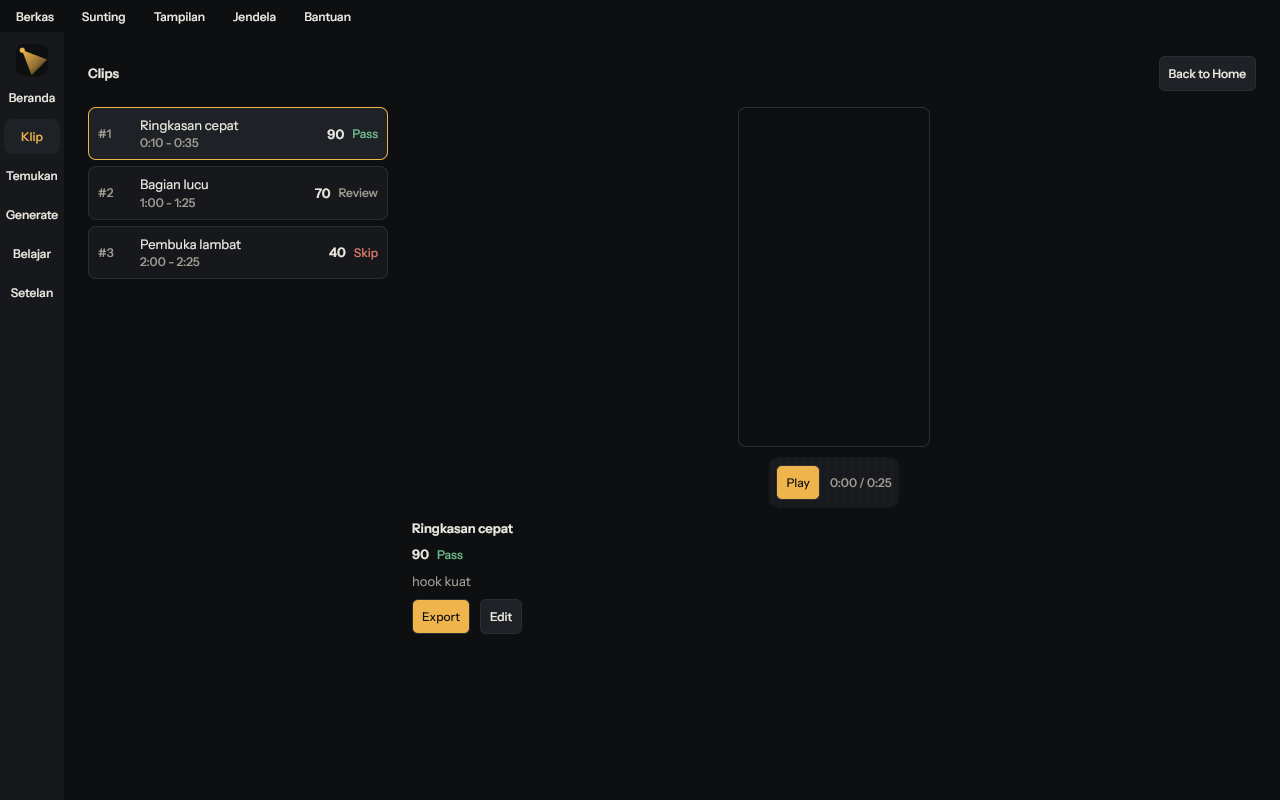 Berkas Sunting Tampilan Jendela Bantuan
Beranda
Klip
Temukan
Generate
Belajar
Setelan
Clips
Back to Home
#1 Ringkasan cepat 90 Pass
0:10 - 0:35
#2 Bagian lucu 70 Review
1:00 - 1:25
#3 Pembuka lambat 40 Skip
2:00 - 2:25
Play 0:00 / 0:25
Ringkasan cepat
90 Pass
hook kuat
Export Edit